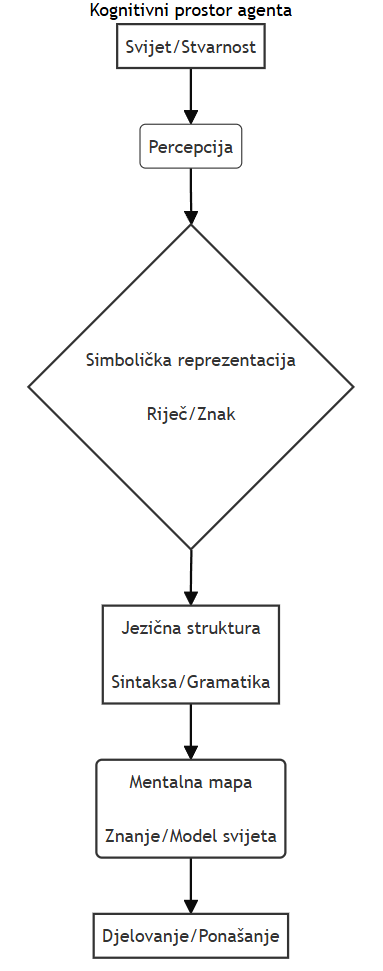 Kognitivni prostor agenta
Svijet/Stvarnost
Percepcija
Simbolička reprezentacija
Riječ/Znak
Jezična struktura
Sintaksa/Gramatika
Mentalna mapa
Znanje/Model svijeta
Djelovanje/Ponašanje